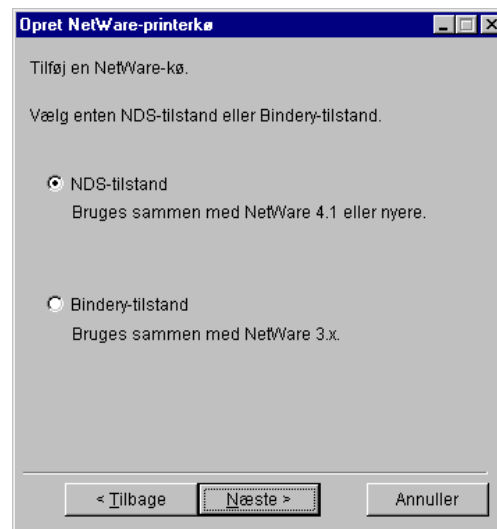 Opret NetWare-printerkø
Tilføj en NetWare-kø.
Vælg enten NDS-tilstand eller Bindery-tilstand.
NDS-tilstand
Bruges sammen med NetWare 4.1 eller nyere.
Bindery-tilstand
Bruges sammen med NetWare 3.x.
< Tilbage Næste > Annuller